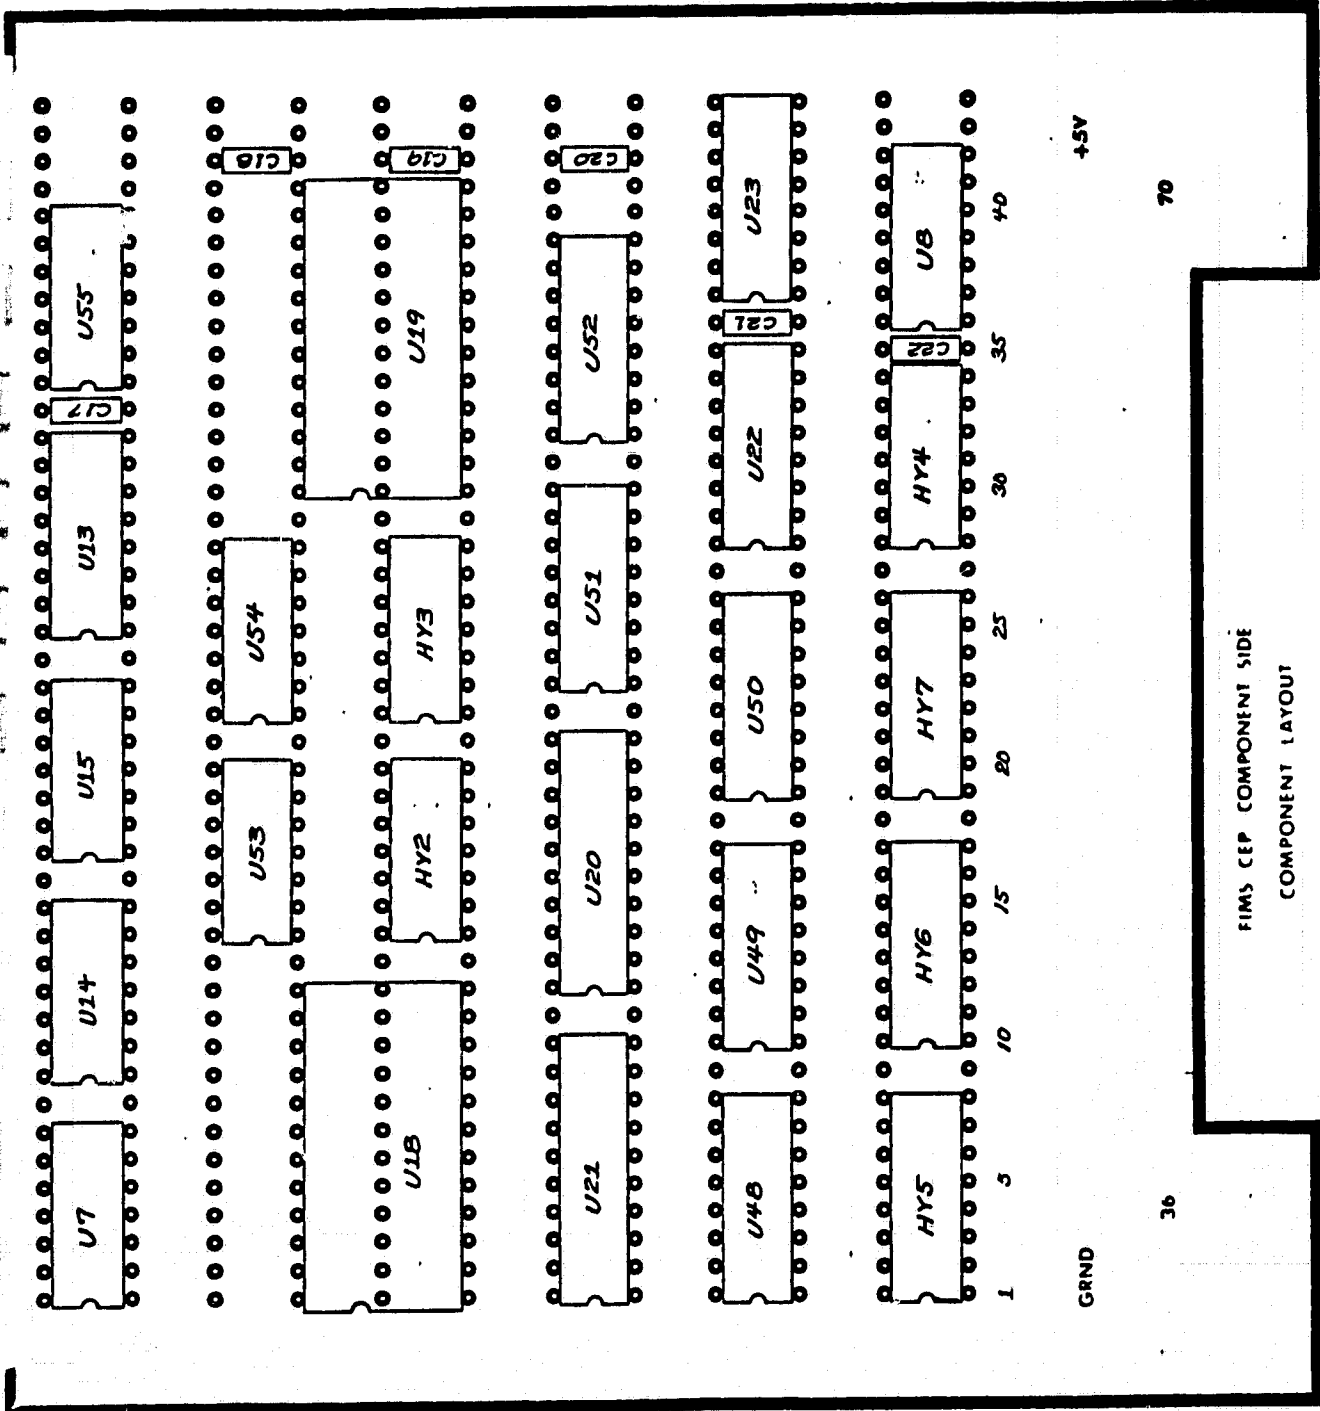 U55
C17
U13
U15
U14
U7
C18
U54
U53
C19
U19
HY3
HY2
U18
C20
U52
U51
U20
U21
U23
C21
U22
U50
U49
U48
U8
C22
HY4
HY7
HY6
HY5
40
35
30
25
20
15
10
5
1
+5V
GRND
70
36
FIMS CEP COMPONENT SIDE
COMPONENT LAYOUT